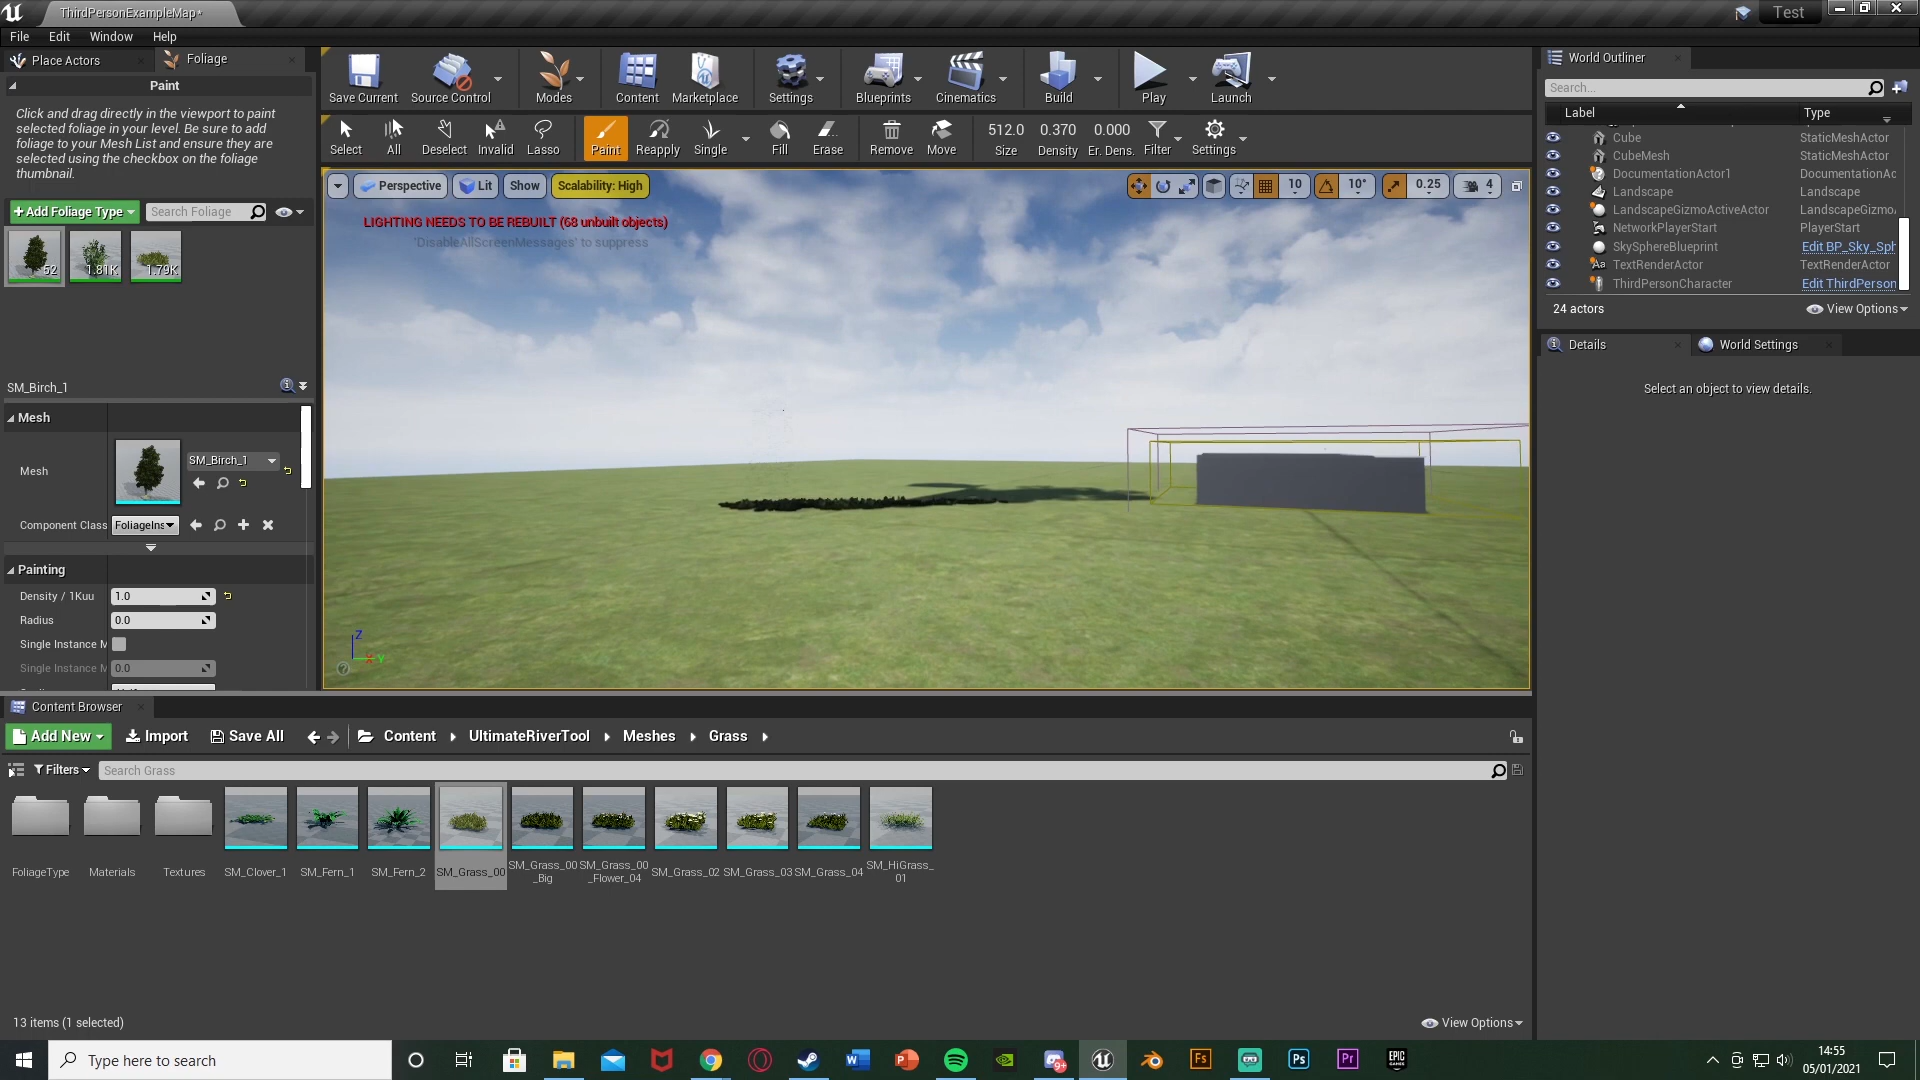 ThirdPersonExampleMap*
Test
File Edit Window Help
Place Actors
Foliage
Paint
Click and drag directly in the viewport to paint
selected foliage in your level. Be sure to add
foliage to your Mesh List and ensure they are
selected using the checkbox on the foliage
thumbnail.
+Add Foliage Type
Search Foliage
52 1.81K 1.79K
SM_Birch_1
Mesh
Mesh
SM_Birch_1
Component Class
FoliageIns
Painting
Density / 1Kuu 1.0
Radius 0.0
Single Instance M
Single Instance M 0.0
Save Current Source Control Modes Content Marketplace Settings Blueprints Cinematics Build Play Launch
Select All Deselect Invalid Lasso Paint Reapply Single Fill Erase Remove Move
512.0 0.370 0.000
Size Density Er. Dens. Filter Settings
Perspective Lit Show Scalability: High
10 10° 0.25 4
LIGHTING NEEDS TO BE REBUILT (68 unbuilt objects)
'DisableAllScreenMessages' to suppress
Z
X Y
World Outliner
Search...
Label Type
Cube StaticMeshActor
CubeMesh StaticMeshActor
DocumentationActor1 DocumentationAc
Landscape Landscape
LandscapeGizmoActiveActor LandscapeGizmoA
NetworkPlayerStart PlayerStart
SkySphereBlueprint Edit BP_Sky_Sph
Aa TextRenderActor TextRenderActor
ThirdPersonCharacter Edit ThirdPerson
24 actors
View Options
Details
World Settings
Select an object to view details.
Content Browser
Add New Import Save All Content UltimateRiverTool Meshes Grass
Filters
Search Grass
FoliageType Materials Textures SM_Clover_1 SM_Fern_1 SM_Fern_2 SM_Grass_00 SM_Grass_00_Big SM_Grass_00_Flower_04 SM_Grass_02 SM_Grass_03 SM_Grass_04 SM_HiGrass_01
13 items (1 selected)
View Options
Type here to search
14:55
05/01/2021